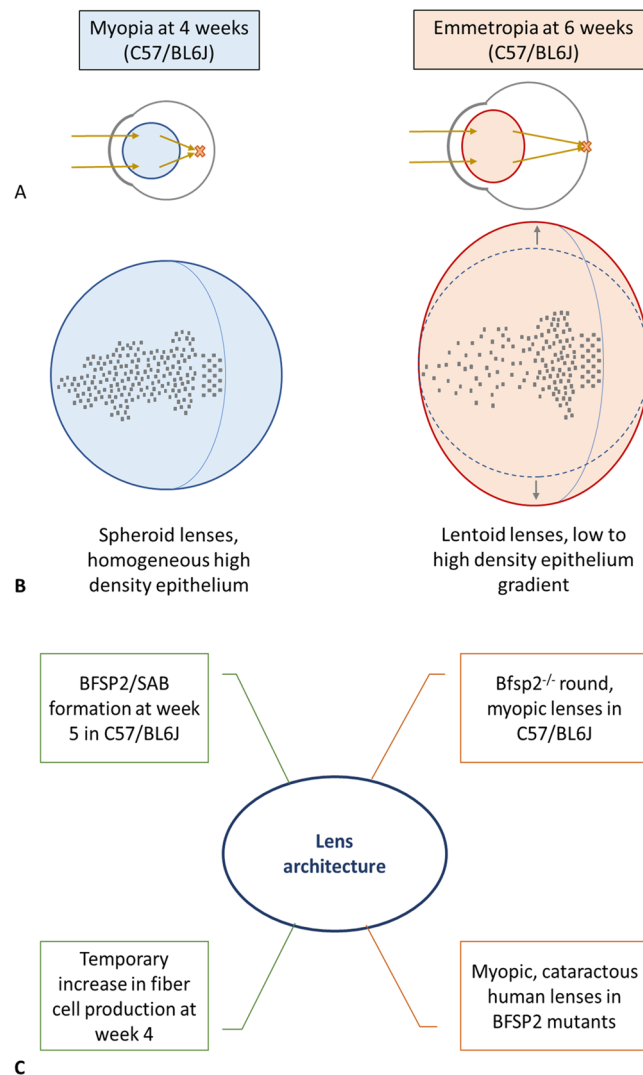 Myopia at 4 weeks
(C57/BL6J)
Emmetropia at 6 weeks
(C57/BL6J)
A
Spheroid lenses,
homogeneous high
density epithelium
Lentoid lenses, low to
high density epithelium
gradient
B
BFSP2/SAB
formation at week
5 in C57/BL6J
Bfsp2-/- round,
myopic lenses in
C57/BL6J
Lens
architecture
Temporary
increase in fiber
cell production at
week 4
Myopic, cataractous
human lenses in
BFSP2 mutants
C